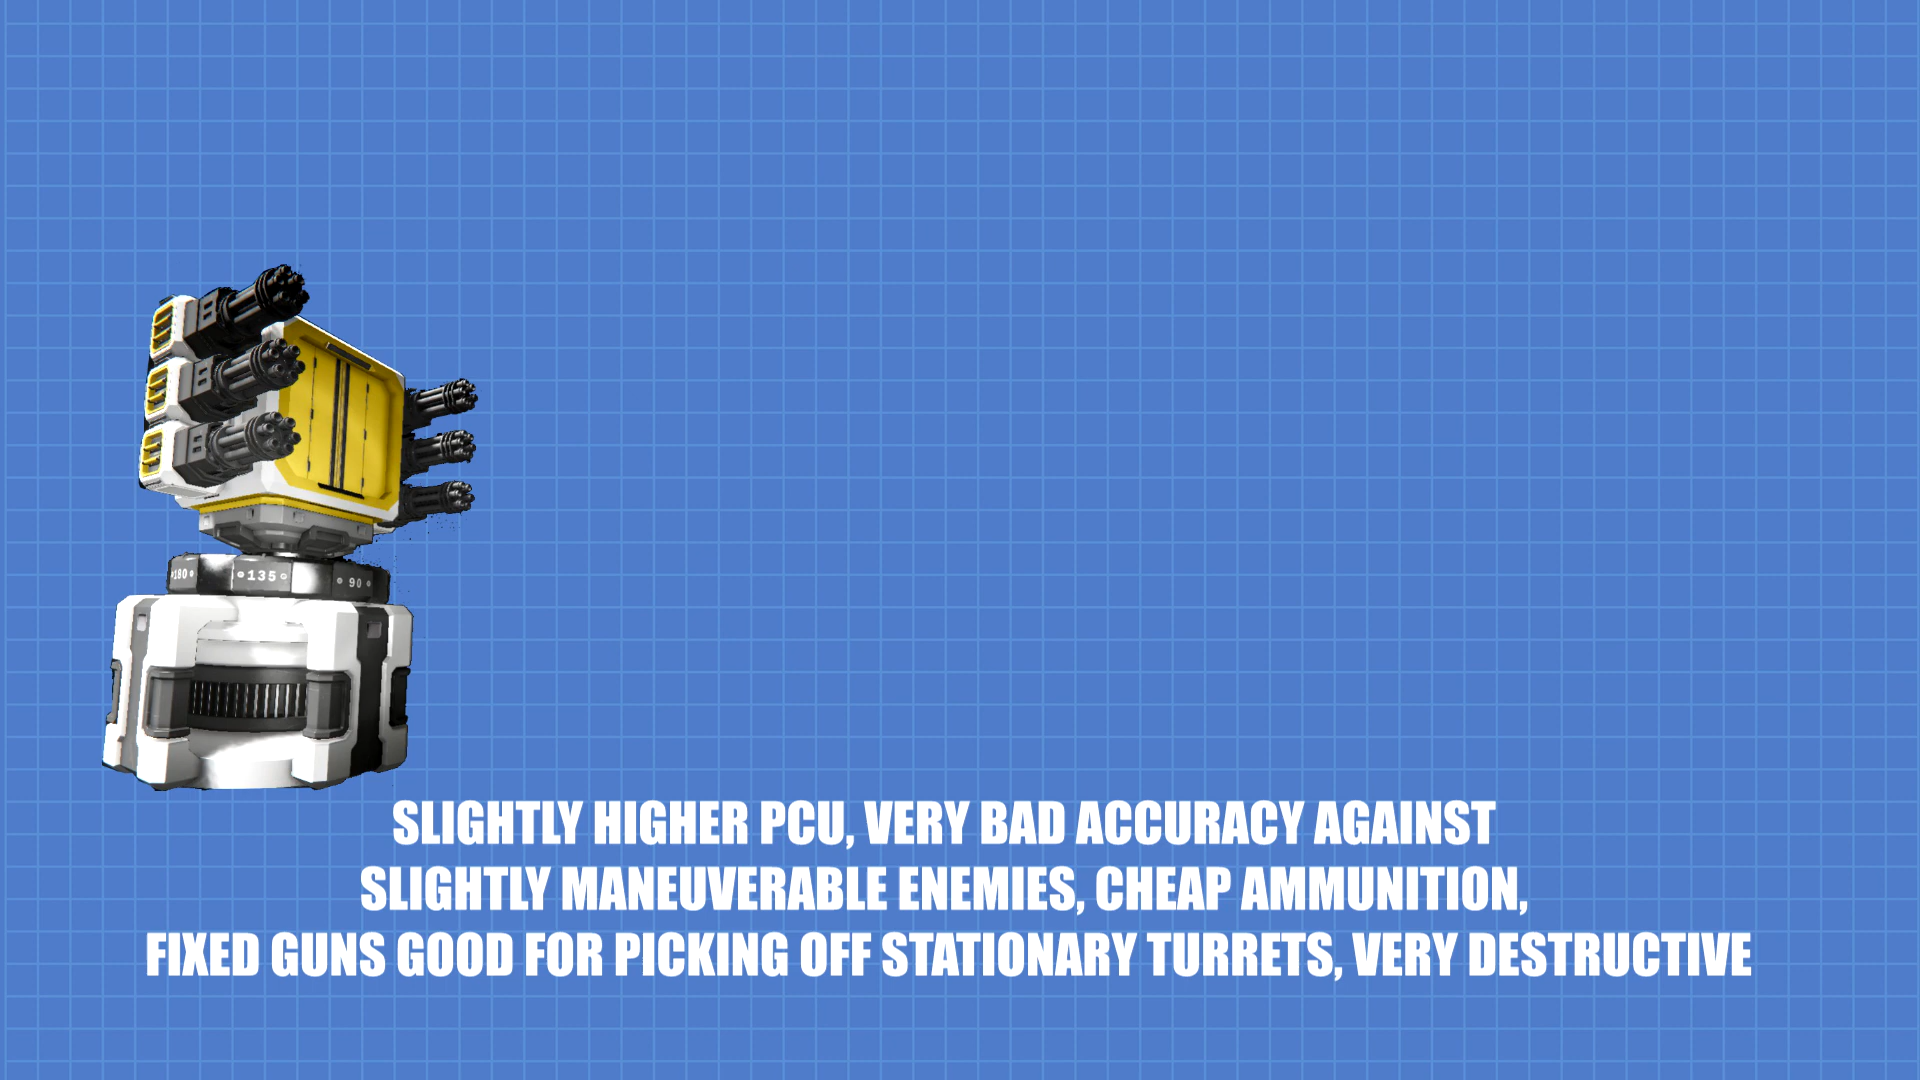 180
135
90
SLIGHTLY HIGHER PCU, VERY BAD ACCURACY AGAINST
SLIGHTLY MANEUVERABLE ENEMIES, CHEAP AMMUNITION,
FIXED GUNS GOOD FOR PICKING OFF STATIONARY TURRETS, VERY DESTRUCTIVE